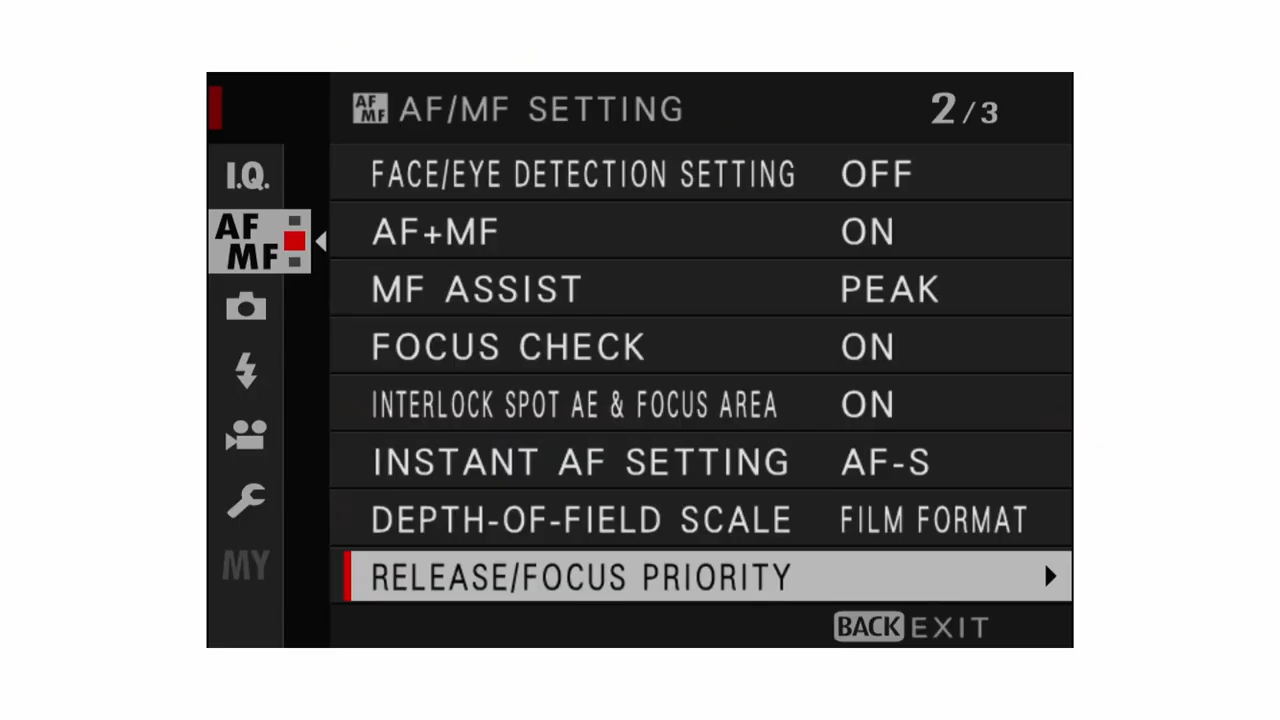 AF MF AF/MF SETTING 2/3
I.Q.
AF MF
MY
FACE/EYE DETECTION SETTING OFF
AF+MF ON
MF ASSIST PEAK
FOCUS CHECK ON
INTERLOCK SPOT AE & FOCUS AREA ON
INSTANT AF SETTING AF-S
DEPTH-OF-FIELD SCALE FILM FORMAT
RELEASE/FOCUS PRIORITY
BACK EXIT